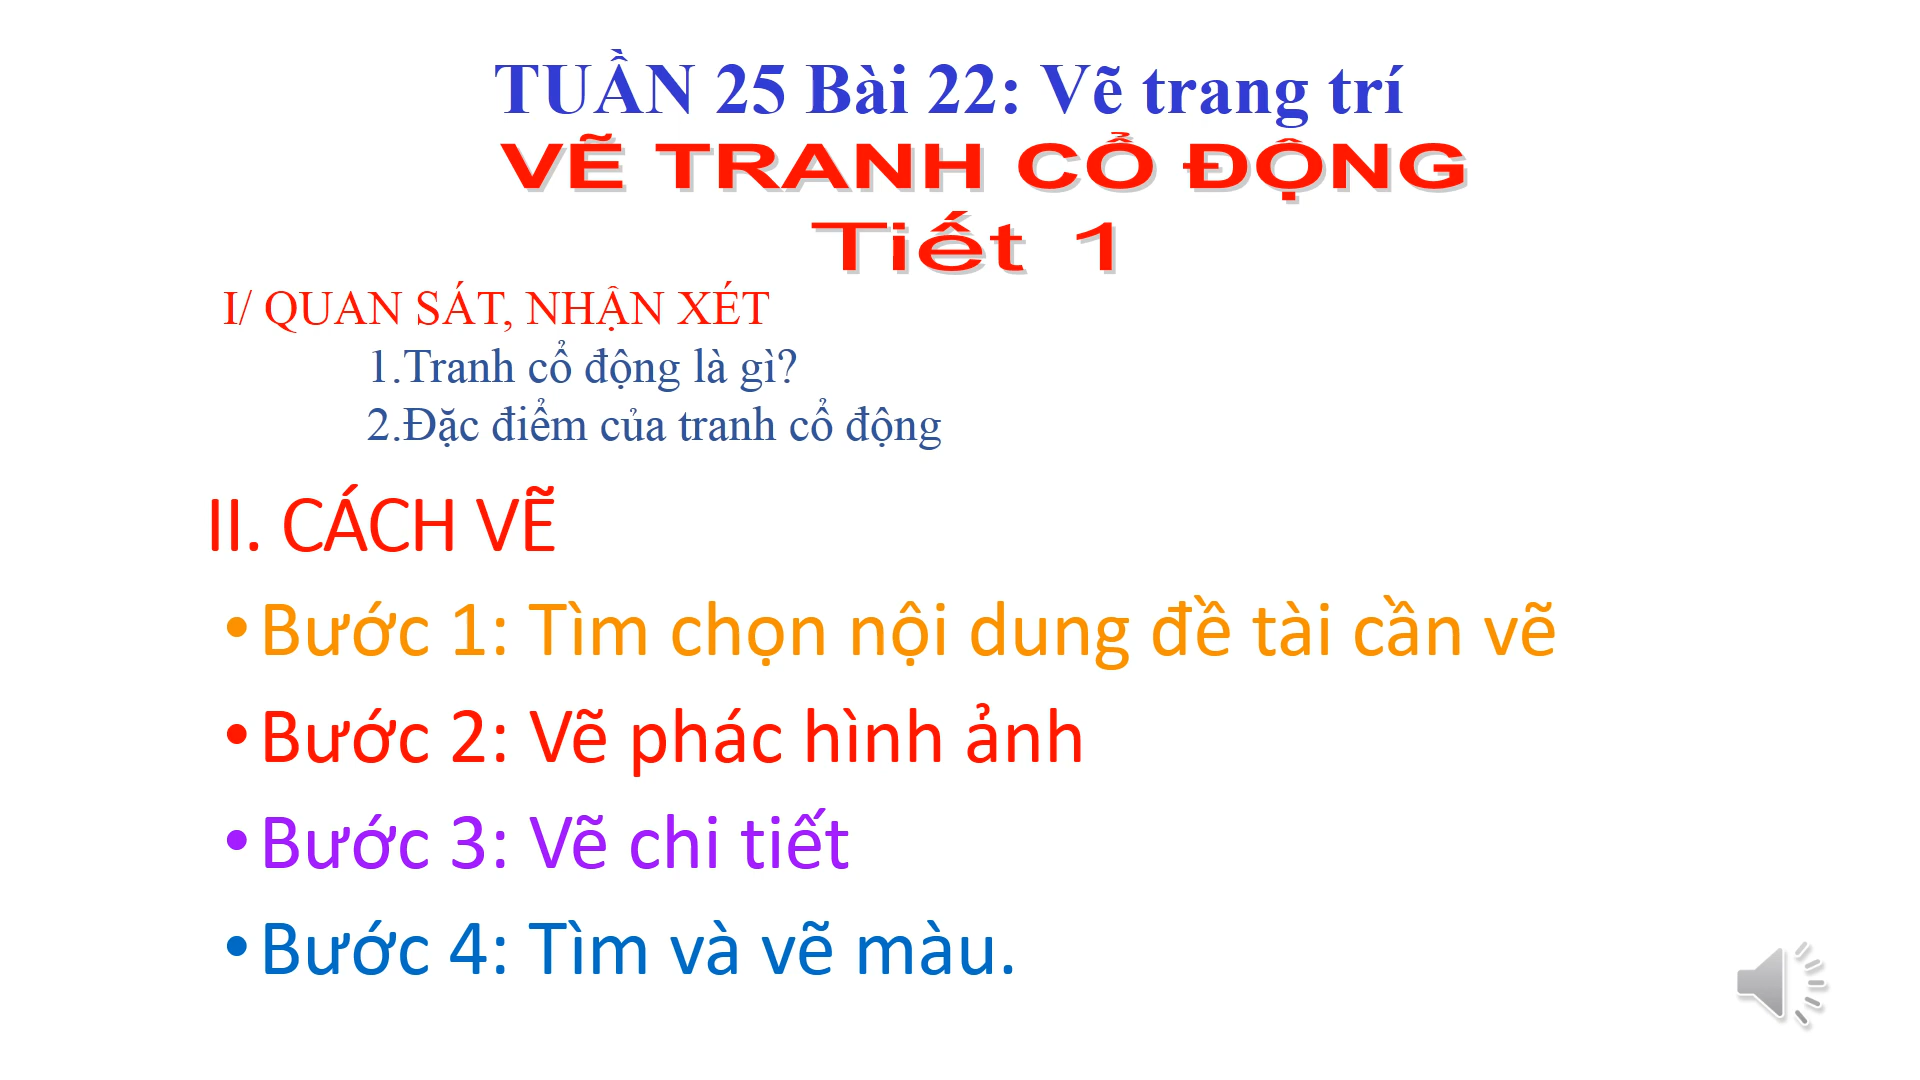 TUẦN 25 Bài 22: Vẽ trang trí
VẼ TRANH CỔ ĐỘNG
Tiết 1
I/ QUAN SÁT, NHẬN XÉT
1.Tranh cổ động là gì?
2.Đặc điểm của tranh cổ động
II. CÁCH VẼ
•Bước 1: Tìm chọn nội dung đề tài cần vẽ
•Bước 2: Vẽ phác hình ảnh
•Bước 3: Vẽ chi tiết
•Bước 4: Tìm và vẽ màu.